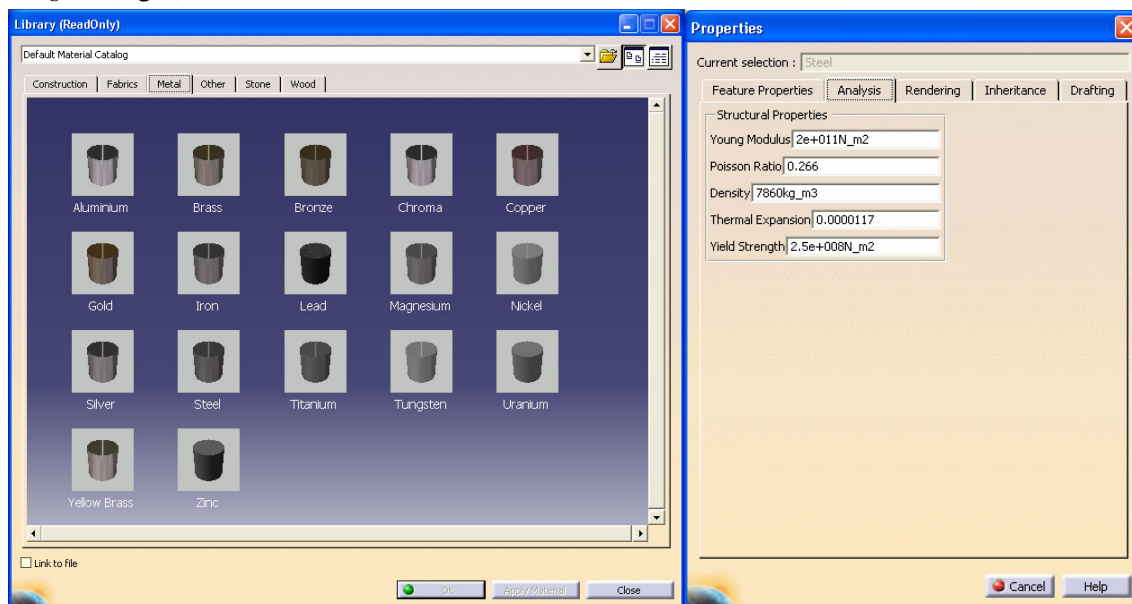 Library (ReadOnly)
Default Material Catalog
Construction Fabrics Metal Other Stone Wood
Aluminium Brass Bronze Chroma Copper
Gold Iron Lead Magnesium Nickel
Silver Steel Titanium Tungsten Uranium
Yellow Brass Zinc
Link to file
OK Apply Material Close
Properties
Current selection : Steel
Feature Properties Analysis Rendering Inheritance Drafting
Structural Properties
Young Modulus 2e+011N_m2
Poisson Ratio 0.266
Density 7860kg_m3
Thermal Expansion 0.0000117
Yield Strength 2.5e+008N_m2
Cancel Help